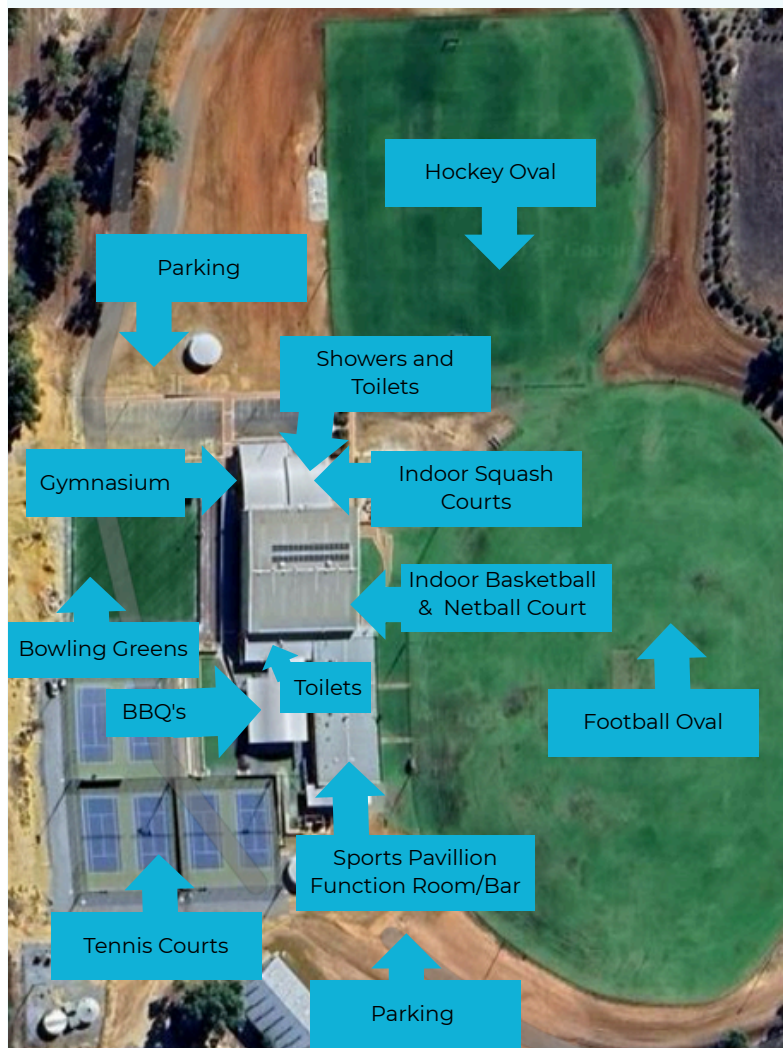 Hockey Oval
Parking
Showers and
Toilets
Gymnasium
Indoor Squash
Courts
Indoor Basketball
& Netball Court
Bowling Greens
Toilets
BBQ's
Football Oval
Sports Pavillion
Function Room/Bar
Tennis Courts
Parking